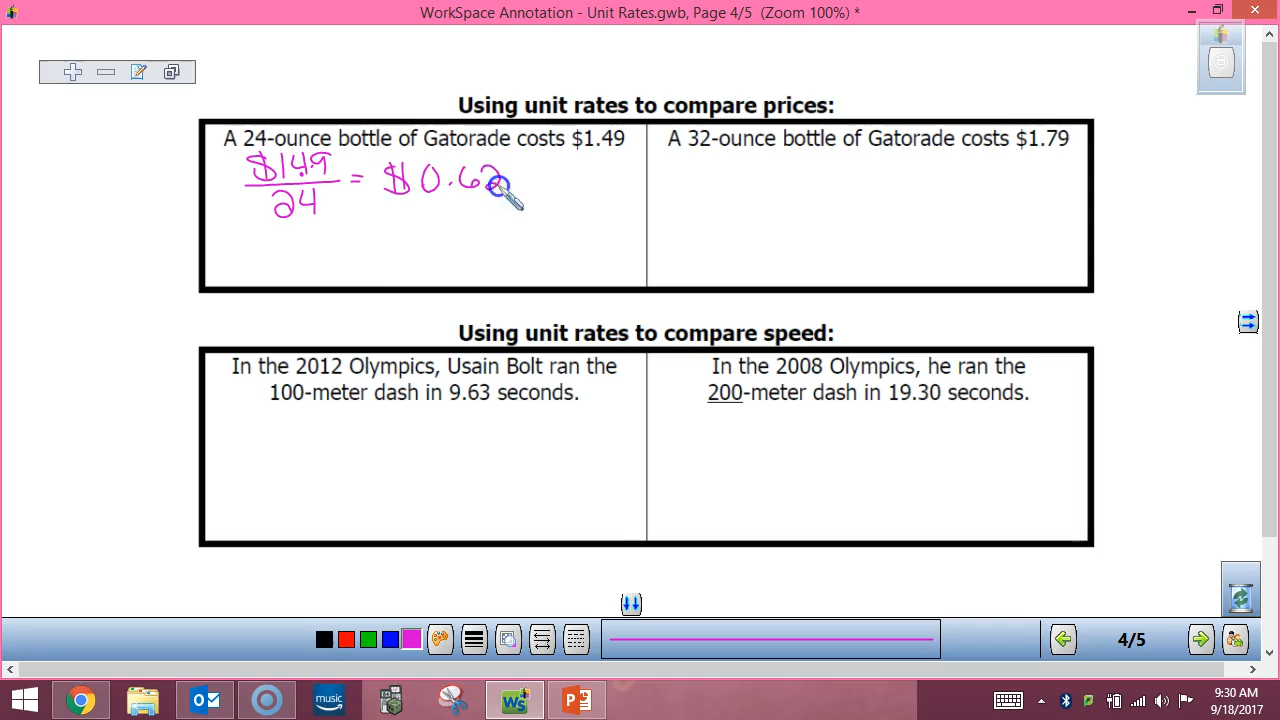 WorkSpace Annotation - Unit Rates.gwb, Page 4/5 (Zoom 100%) *
Using unit rates to compare prices:
A 24-ounce bottle of Gatorade costs $1.49
$1.49
24
= $0.62
A 32-ounce bottle of Gatorade costs $1.79
Using unit rates to compare speed:
In the 2012 Olympics, Usain Bolt ran the
100-meter dash in 9.63 seconds.
In the 2008 Olympics, he ran the
200-meter dash in 19.30 seconds.
4/5
music
WS
9:30 AM
9/18/2017